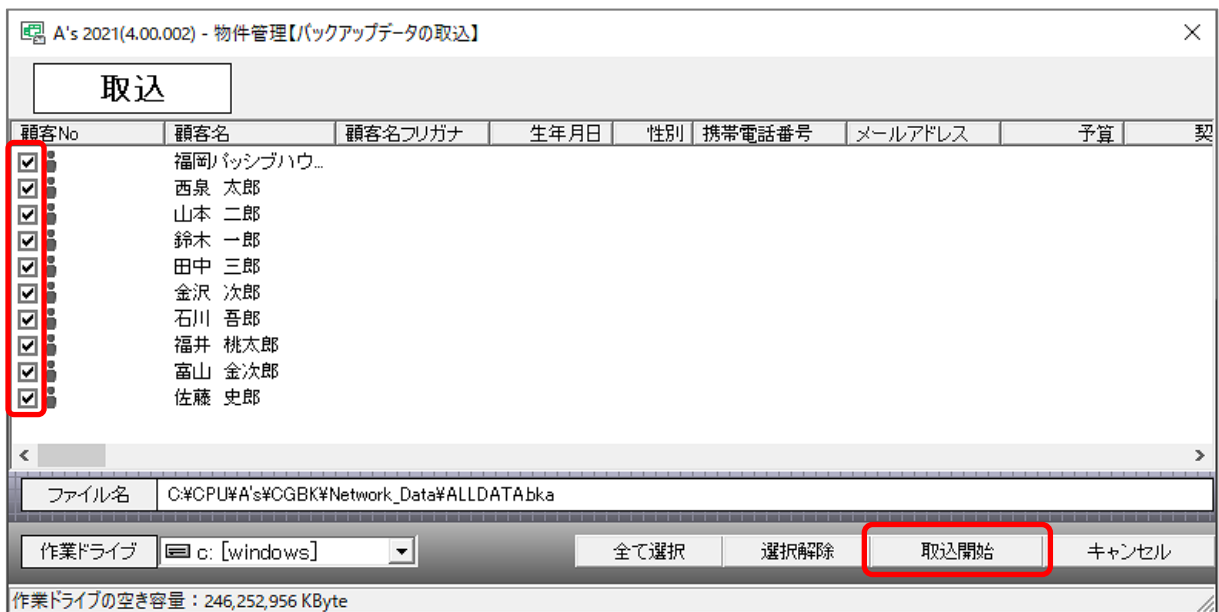 A's 2021(4.00.002) - 物件管理【バックアップデータの取込】
取込
顧客No 顧客名 顧客名フリガナ 生年月日 性別 携帯電話番号 メールアドレス 予算 契
福岡パッシブハウ...
西泉 太郎
山本 二郎
鈴木 一郎
田中 三郎
金沢 次郎
石川 吾郎
福井 桃太郎
富山 金次郎
佐藤 史郎
ファイル名 C:¥CPU¥A's¥CGBK¥Network_Data¥ALLDATA.bka
作業ドライブ c: [windows] 全て選択 選択解除 取込開始 キャンセル
作業ドライブの空き容量：246,252,956 KByte